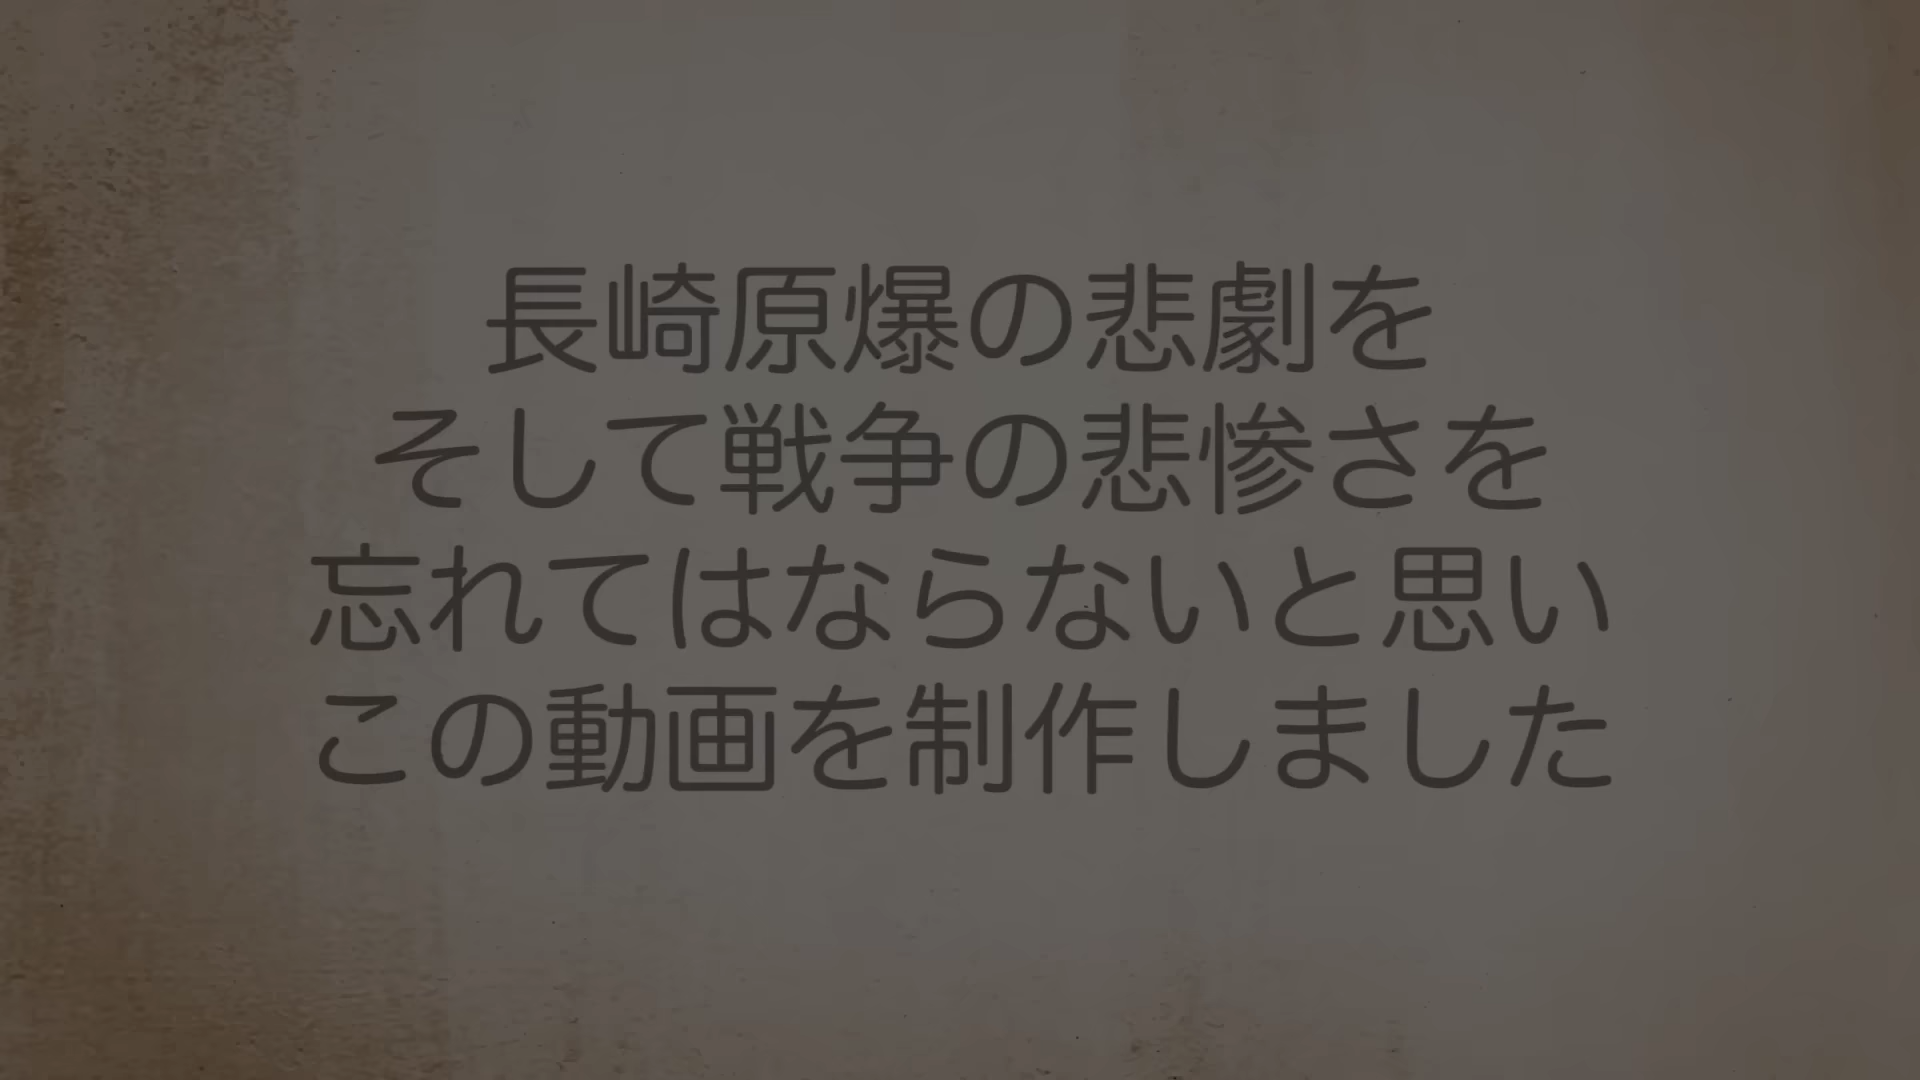 長崎原爆の悲劇を
そして戦争の悲惨さを
忘れてはならないと思い
この動画を制作しました